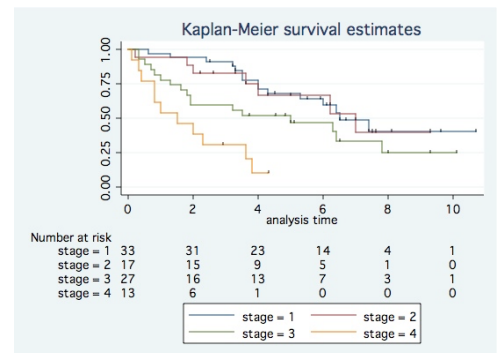 Kaplan-Meier survival estimates
1.00
0.75
0.50
0.25
0.00
0 2 4 6 8 10
analysis time
Number at risk
stage = 1 33 31 23 14 4 1
stage = 2 17 15 9 5 1 0
stage = 3 27 16 13 7 3 1
stage = 4 13 6 1 0 0 0
stage = 1 stage = 2
stage = 3 stage = 4